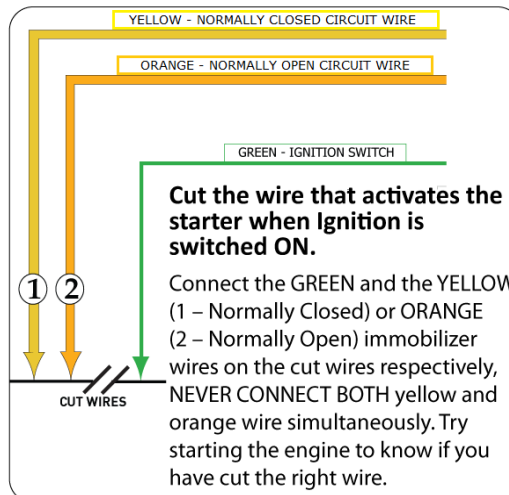 YELLOW - NORMALLY CLOSED CIRCUIT WIRE
ORANGE - NORMALLY OPEN CIRCUIT WIRE
GREEN - IGNITION SWITCH
Cut the wire that activates the
starter when Ignition is
switched ON.
Connect the GREEN and the YELLOW
(1 – Normally Closed) or ORANGE
(2 – Normally Open) immobilizer
wires on the cut wires respectively,
NEVER CONNECT BOTH yellow and
orange wire simultaneously. Try
starting the engine to know if you
have cut the right wire.
1 2
CUT WIRES